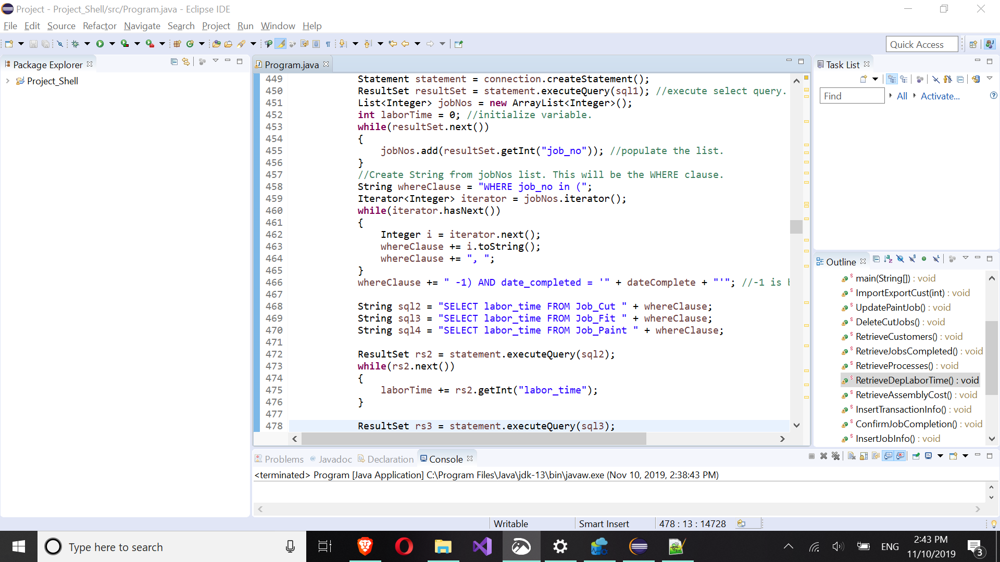 Project - Project_Shell/src/Program.java - Eclipse IDE
File Edit Source Refactor Navigate Search Project Run Window Help
Quick Access
Package Explorer
Project_Shell
Program.java
449 Statement statement = connection.createStatement();
450 ResultSet resultSet = statement.executeQuery(sql1); //execute select query.
451 List<Integer> jobNos = new ArrayList<Integer>();
452 int laborTime = 0; //initialize variable.
453 while(resultSet.next())
454 {
455 jobNos.add(resultSet.getInt("job_no")); //populate the list.
456 }
457 //Create String from jobNos list. This will be the WHERE clause.
458 String whereClause = "WHERE job_no in (";
459 Iterator<Integer> iterator = jobNos.iterator();
460 while(iterator.hasNext())
461 {
462 Integer i = iterator.next();
463 whereClause += i.toString();
464 whereClause += ", ";
465 }
466 whereClause += " -1) AND date_completed = '" + dateComplete + "'"; //-1 is
467
468 String sql2 = "SELECT labor_time FROM Job_Cut " + whereClause;
469 String sql3 = "SELECT labor_time FROM Job_Fit " + whereClause;
470 String sql4 = "SELECT labor_time FROM Job_Paint " + whereClause;
471
472 ResultSet rs2 = statement.executeQuery(sql2);
473 while(rs2.next())
474 {
475 laborTime += rs2.getInt("labor_time");
476 }
477
478 ResultSet rs3 = statement.executeQuery(sql3);
Task List
Find All Activate...
Outline
main(String[]) : void
ImportExportCust(int) : void
UpdatePaintJob() : void
DeleteCutJobs() : void
RetrieveCustomers() : void
RetrieveJobsCompleted() : void
RetrieveProcesses() : void
RetrieveDepLaborTime() : void
RetrieveAssemblyCost() : void
InsertTransactionInfo() : void
ConfirmJobCompletion() : void
InsertJobInfo() : void
Problems @ Javadoc Declaration Console
<terminated> Program [Java Application] C:\Program Files\Java\jdk-13\bin\javaw.exe (Nov 10, 2019, 2:38:43 PM)
Writable Smart Insert 478 : 13 : 14728
Type here to search
ENG
2:43 PM
11/10/2019
3